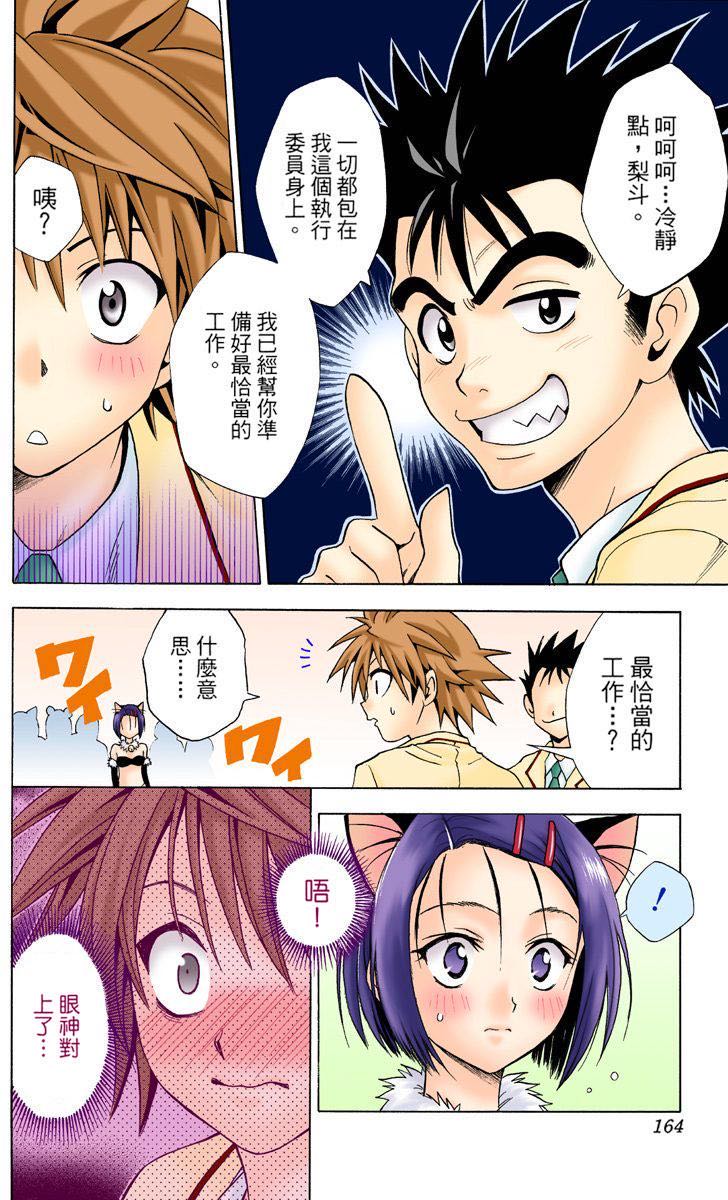 呵呵呵…冷靜
點，梨斗。
一切都包在
我這個執行
委員身上。
我已經幫你準
備好最恰當的
工作。
咦？
最恰當的
工作…？
什麼意
思……
ワイ
ワイ
！
唔！
眼神對
上了…
164